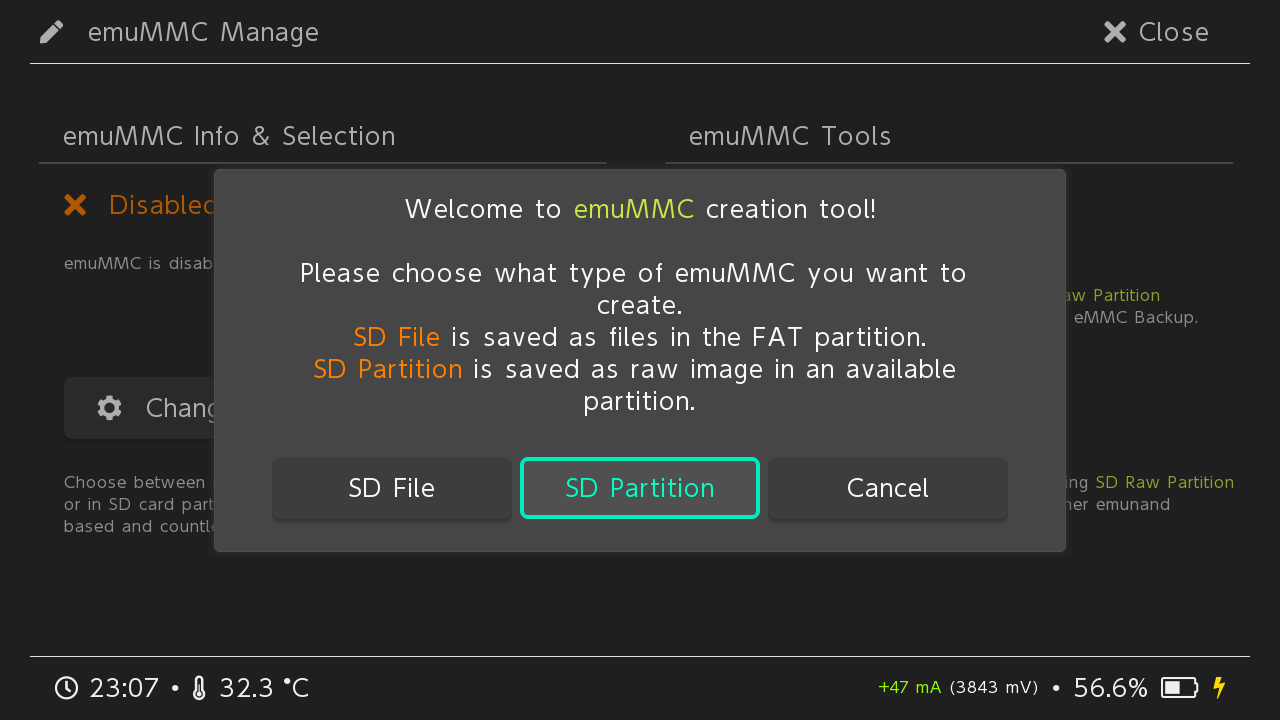 emuMMC Manage
Close
emuMMC Info & Selection
emuMMC Tools
Disabled
emuMMC is disab
Raw Partition
eMMC Backup.
Chang
Choose between
or in SD card part
based and countle
ing SD Raw Partition
her emunand
Welcome to emuMMC creation tool!
Please choose what type of emuMMC you want to
create.
SD File is saved as files in the FAT partition.
SD Partition is saved as raw image in an available
partition.
SD File
SD Partition
Cancel
23:07 • 32.3 °C
+47 mA (3843 mV) • 56.6%